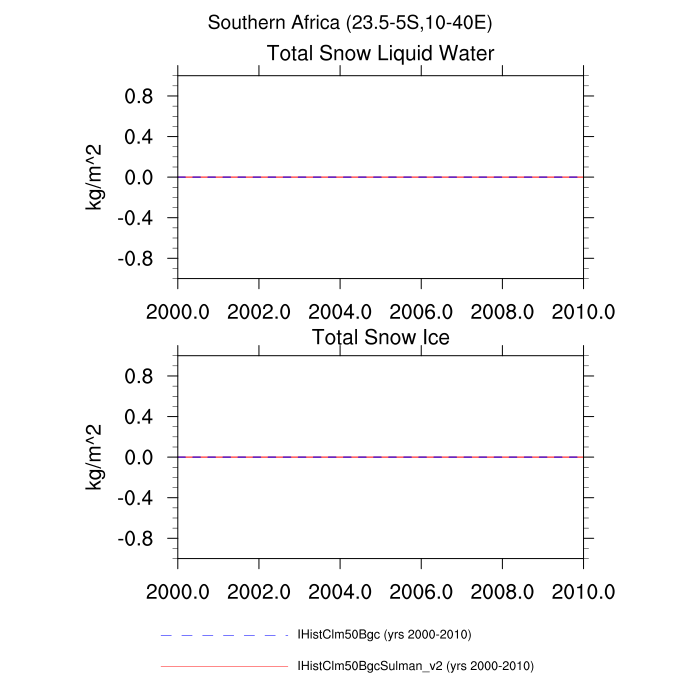 Southern Africa (23.5-5S,10-40E)
Total Snow Liquid Water
0.8
0.4
0.0
-0.4
-0.8
kg/m^2
2000.0 2002.0 2004.0 2006.0 2008.0 2010.0
Total Snow Ice
0.8
0.4
0.0
-0.4
-0.8
kg/m^2
2000.0 2002.0 2004.0 2006.0 2008.0 2010.0
IHistClm50Bgc (yrs 2000-2010)
IHistClm50BgcSulman_v2 (yrs 2000-2010)